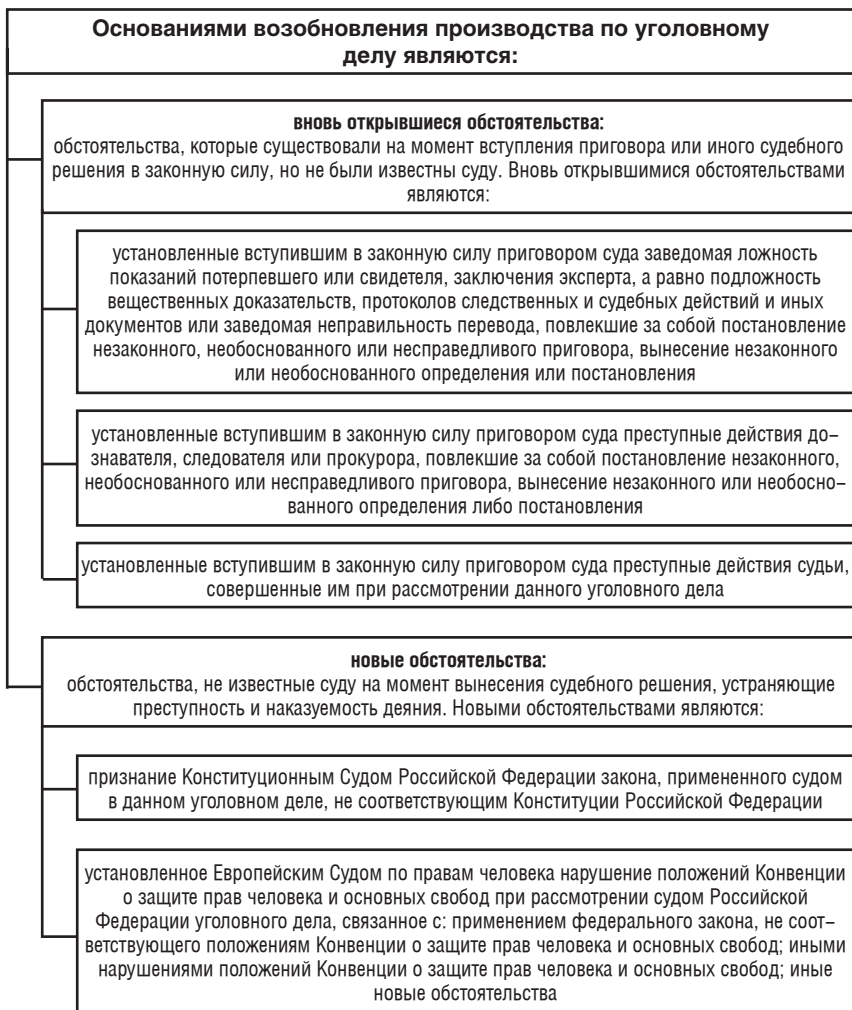 Основаниями возобновления производства по уголовному
делу являются:
вновь открывшиеся обстоятельства:
обстоятельства, которые существовали на момент вступления приговора или иного судебного
решения в законную силу, но не были известны суду. Вновь открывшимися обстоятельствами
являются:
установленные вступившим в законную силу приговором суда заведомая ложность
показаний потерпевшего или свидетеля, заключения эксперта, а равно подложность
вещественных доказательств, протоколов следственных и судебных действий и иных
документов или заведомая неправильность перевода, повлекшие за собой постановление
незаконного, необоснованного или несправедливого приговора, вынесение незаконного
или необоснованного определения или постановления
установленные вступившим в законную силу приговором суда преступные действия до–
знавателя, следователя или прокурора, повлекшие за собой постановление незаконного,
необоснованного или несправедливого приговора, вынесение незаконного или необосно–
ванного определения либо постановления
установленные вступившим в законную силу приговором суда преступные действия судьи,
совершенные им при рассмотрении данного уголовного дела
новые обстоятельства:
обстоятельства, не известные суду на момент вынесения судебного решения, устраняющие
преступность и наказуемость деяния. Новыми обстоятельствами являются:
признание Конституционным Судом Российской Федерации закона, примененного судом
в данном уголовном деле, не соответствующим Конституции Российской Федерации
установленное Европейским Судом по правам человека нарушение положений Конвенции
о защите прав человека и основных свобод при рассмотрении судом Российской
Федерации уголовного дела, связанное с: применением федерального закона, не соот–
ветствующего положениям Конвенции о защите прав человека и основных свобод; иными
нарушениями положений Конвенции о защите прав человека и основных свобод; иные
новые обстоятельства